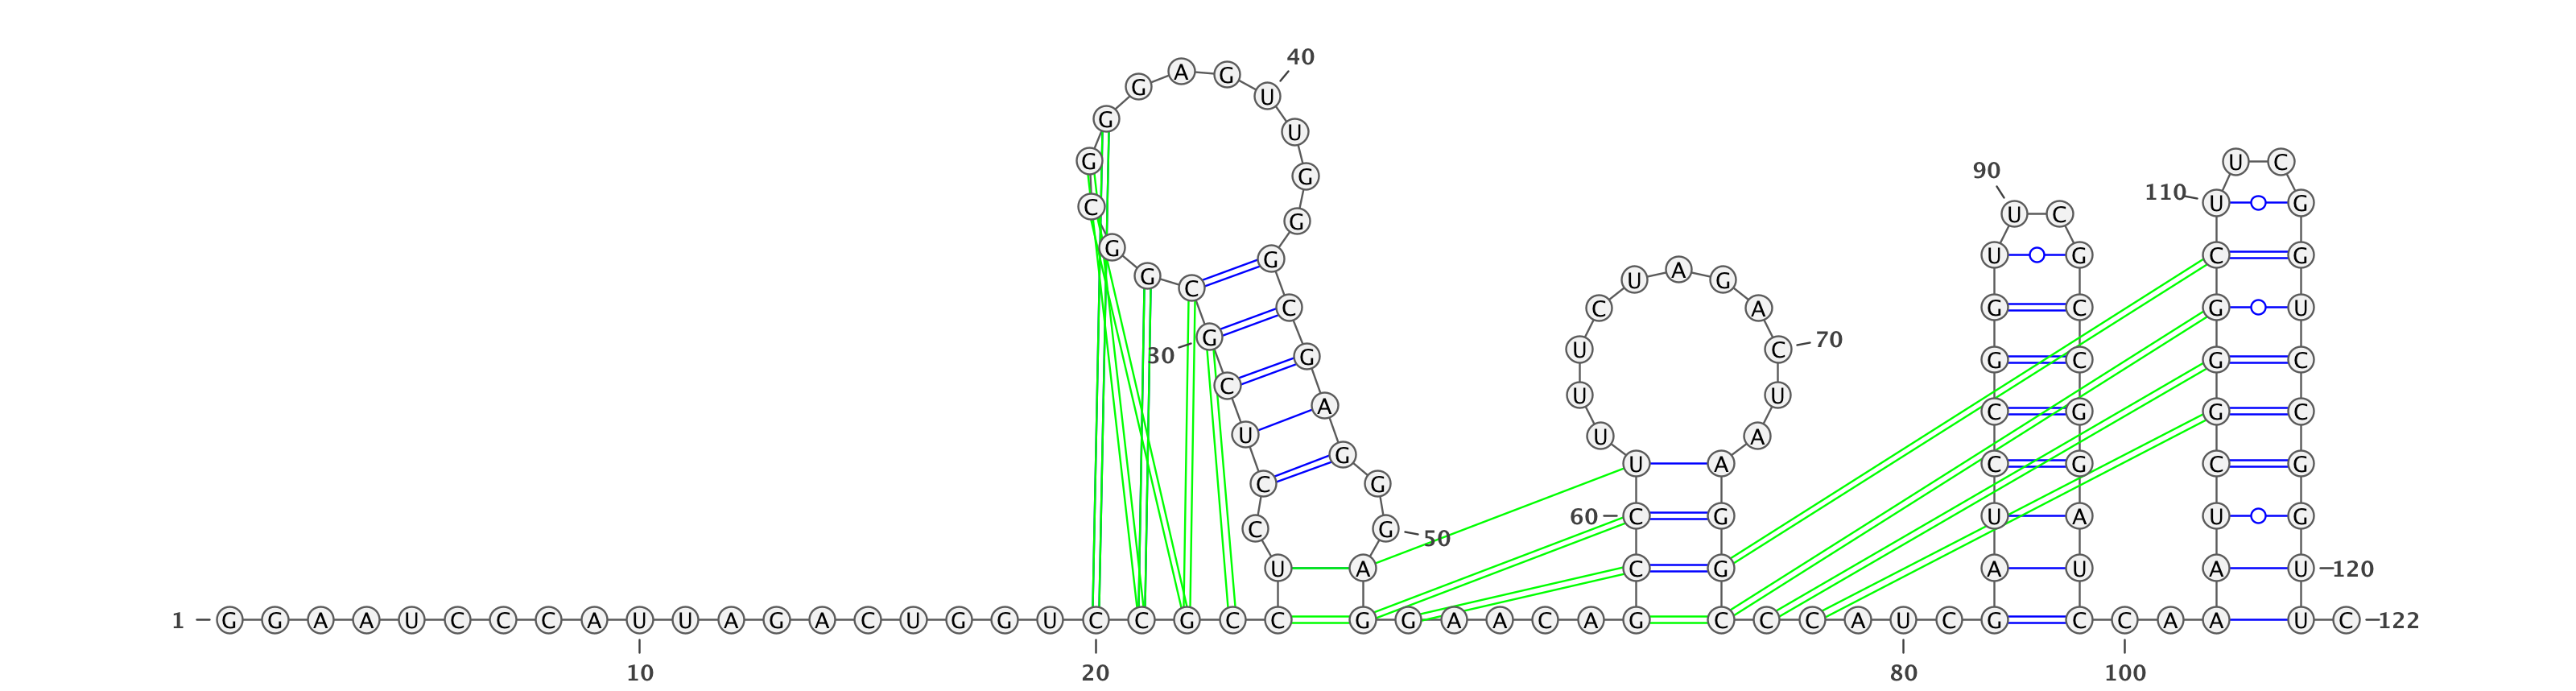 1
G G A A U C C C A U
10
U A G A C U G G U C
20
C G C C U C C U C G
30
C G G C G G G A G U
40
U G G G C G A G G G
50
A G G A A C A G C C
60
U U U U C U A G A C
70
U A A G G C C C A U
80
C G A U C C G G U U
90
C G C C G G A U C C
100
A A A U C G G G C U
110
U C G G U C C G G U
120
U C
122